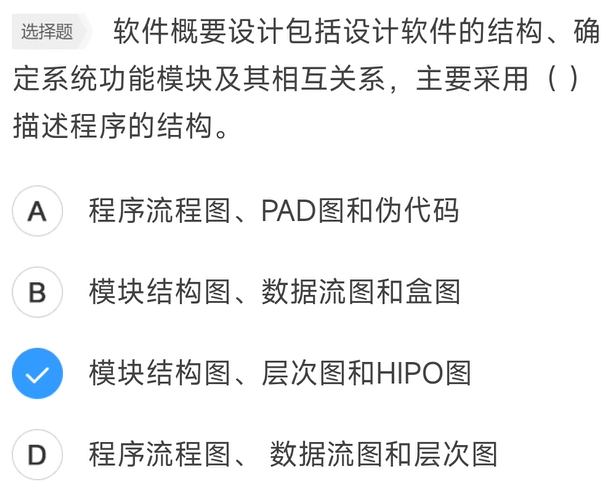 选择题 软件概要设计包括设计软件的结构、确
定系统功能模块及其相互关系，主要采用（ ）
描述程序的结构。
A 程序流程图、PAD图和伪代码
B 模块结构图、数据流图和盒图
模块结构图、层次图和HIPO图
D 程序流程图、 数据流图和层次图